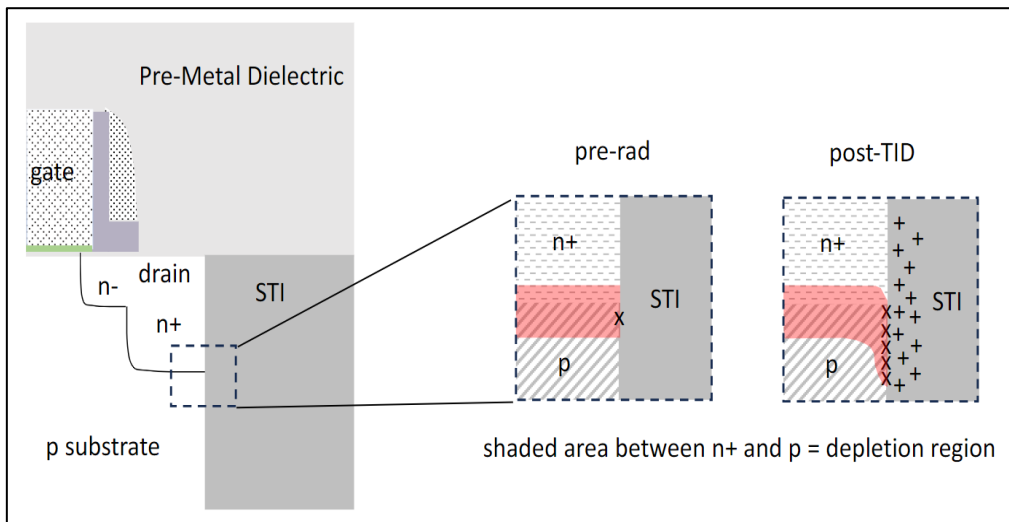 Pre-Metal Dielectric
gate
drain
n-
n+
STI
p substrate
pre-rad
n+
STI
x
p
post-TID
n+
STI
p
+
+
+
+
+
x+
+
x
+
x
+
x
+
x
+
x
+
shaded area between n+ and p = depletion region